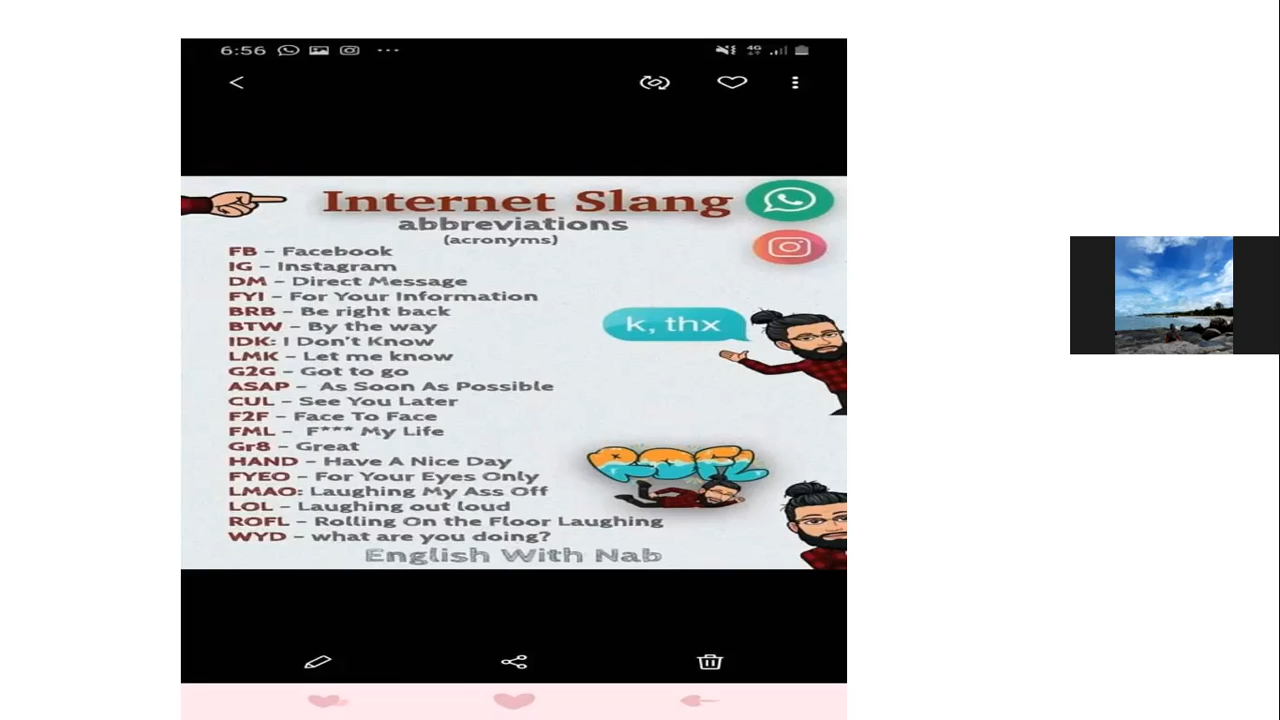 6:56
4G
Internet Slang
abbreviations
(acronyms)
FB – Facebook
IG – Instagram
DM – Direct Message
FYI – For Your Information
BRB – Be right back
BTW – By the way
IDK: I Don't Know
LMK – Let me know
G2G – Got to go
ASAP – As Soon As Possible
CUL – See You Later
F2F – Face To Face
FML – F*** My Life
Gr8 – Great
HAND – Have A Nice Day
FYEO – For Your Eyes Only
LMAO: Laughing My Ass Off
LOL – Laughing out loud
ROFL – Rolling On the Floor Laughing
WYD – what are you doing?
English With Nab
k, thx
ROFL